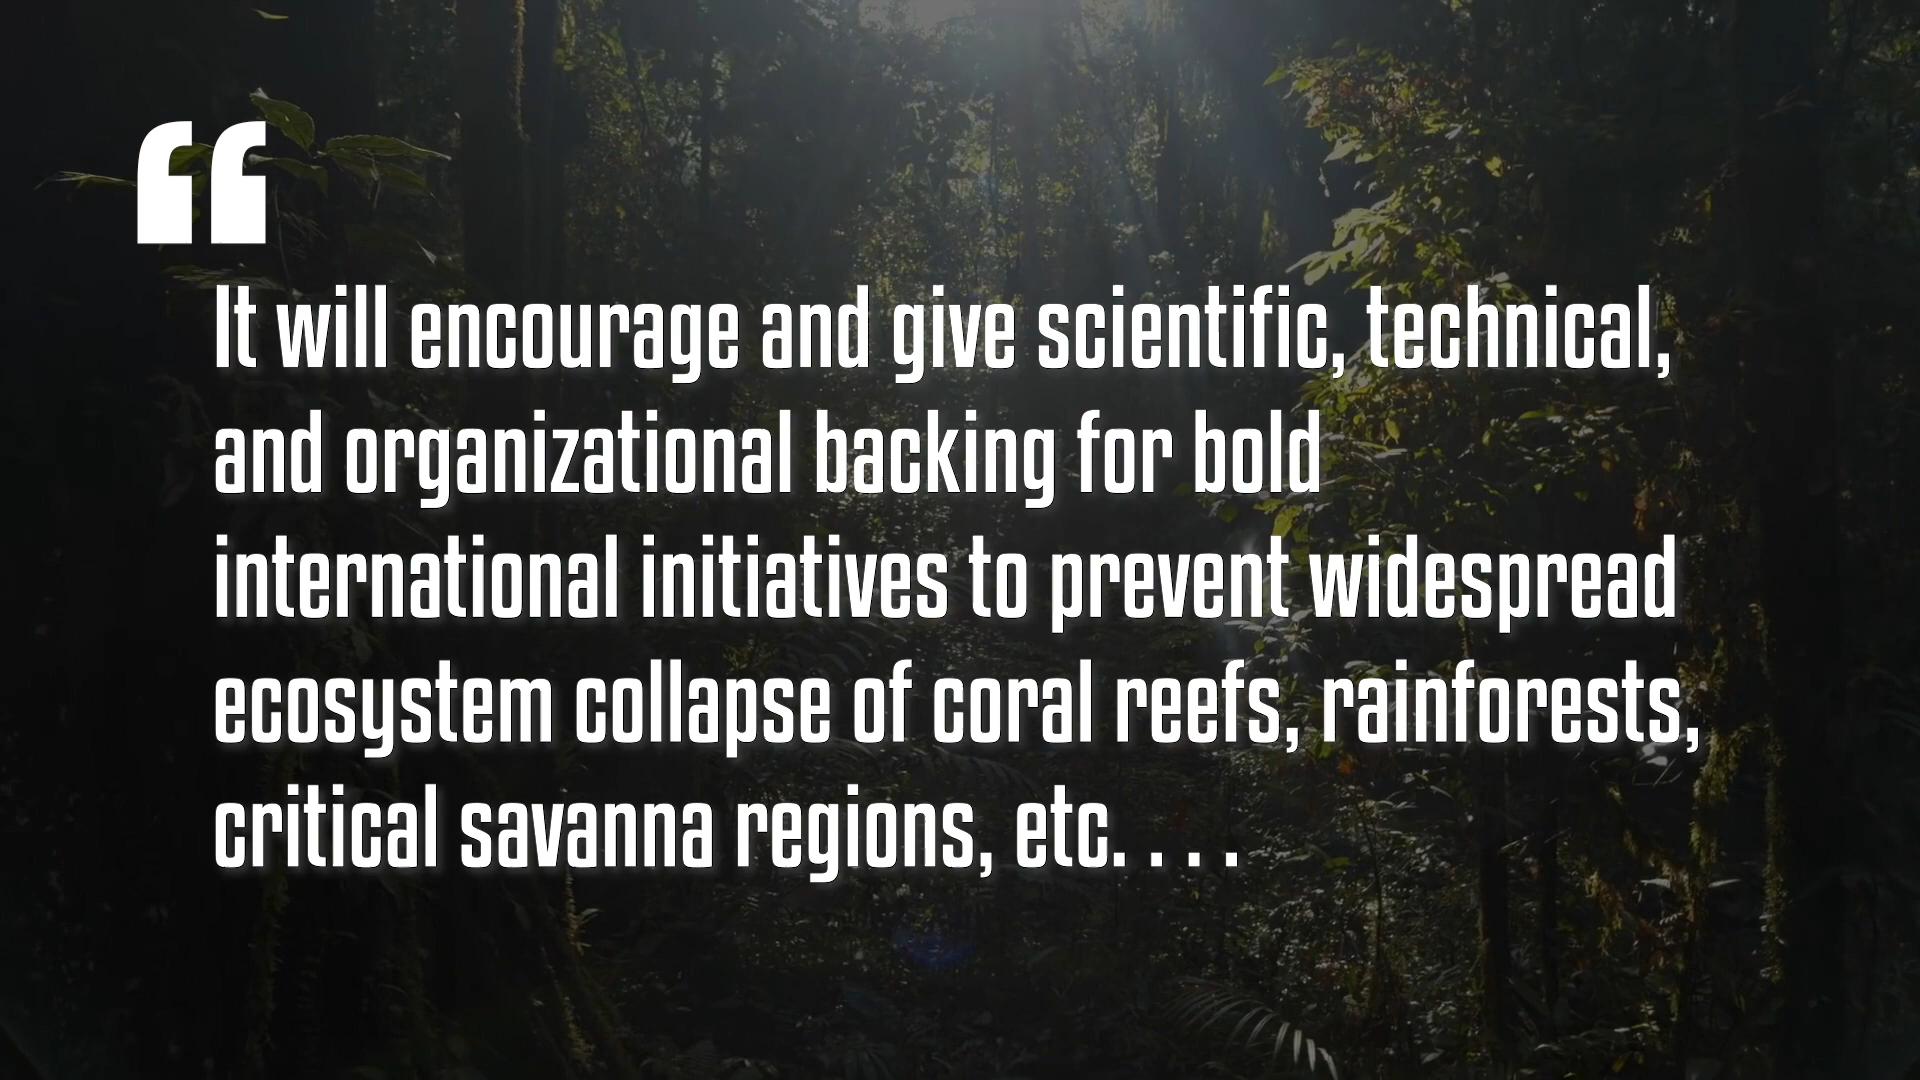 “
It will encourage and give scientific, technical,
and organizational backing for bold
international initiatives to prevent widespread
ecosystem collapse of coral reefs, rainforests,
critical savanna regions, etc. . . .